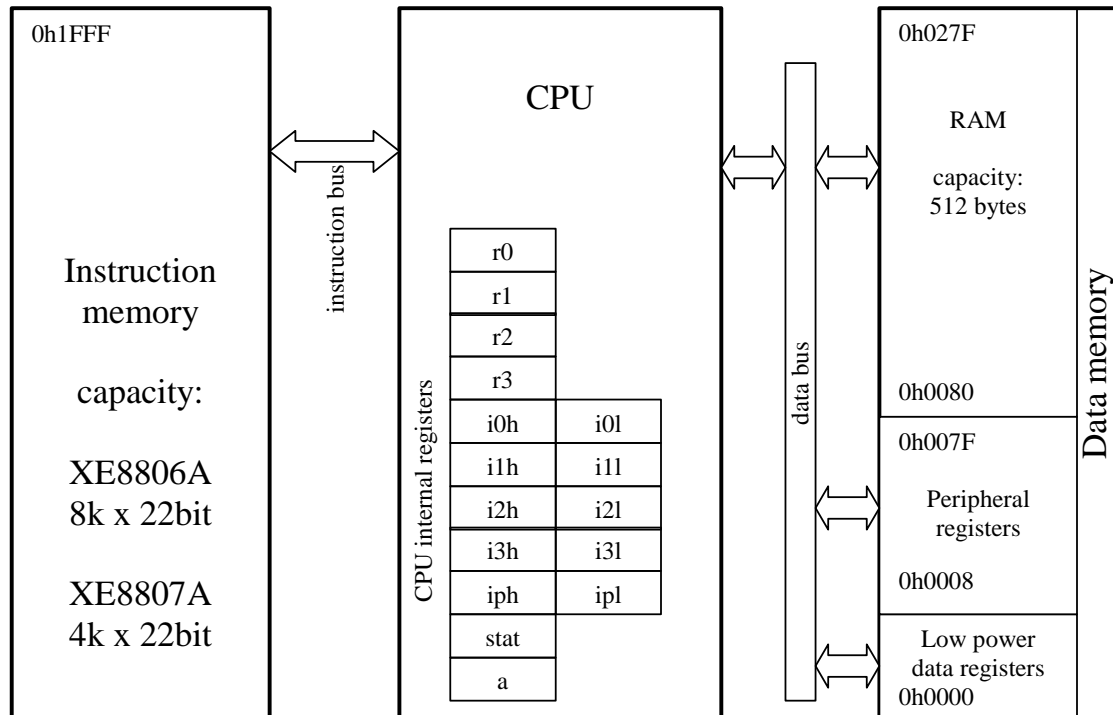 0h1FFF
Instruction
memory
capacity:
XE8806A
8k x 22bit
XE8807A
4k x 22bit
instruction bus
CPU
CPU internal registers
r0
r1
r2
r3
i0h i0l
i1h i1l
i2h i2l
i3h i3l
iph ipl
stat
a
data bus
0h027F
RAM
capacity:
512 bytes
0h0080
0h007F
Peripheral
registers
0h0008
Low power
data registers
0h0000
Data memory